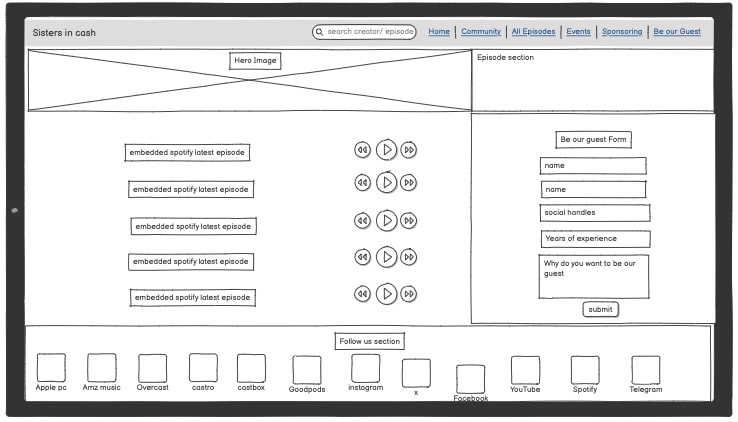 Sisters in cash
search creator/ episode
Home
Community
All Episodes
Events
Sponsoring
Be our Guest
Hero Image
Episode section
embedded spotify latest episode
embedded spotify latest episode
embedded spotify latest episode
embedded spotify latest episode
embedded spotify latest episode
Be our guest Form
name
name
social handles
Years of experience
Why do you want to be our
guest
submit
Follow us section
Apple pc
Amz music
Overcast
castro
castbox
Goodpods
instagram
x
Facebook
YouTube
Spotify
Telegram